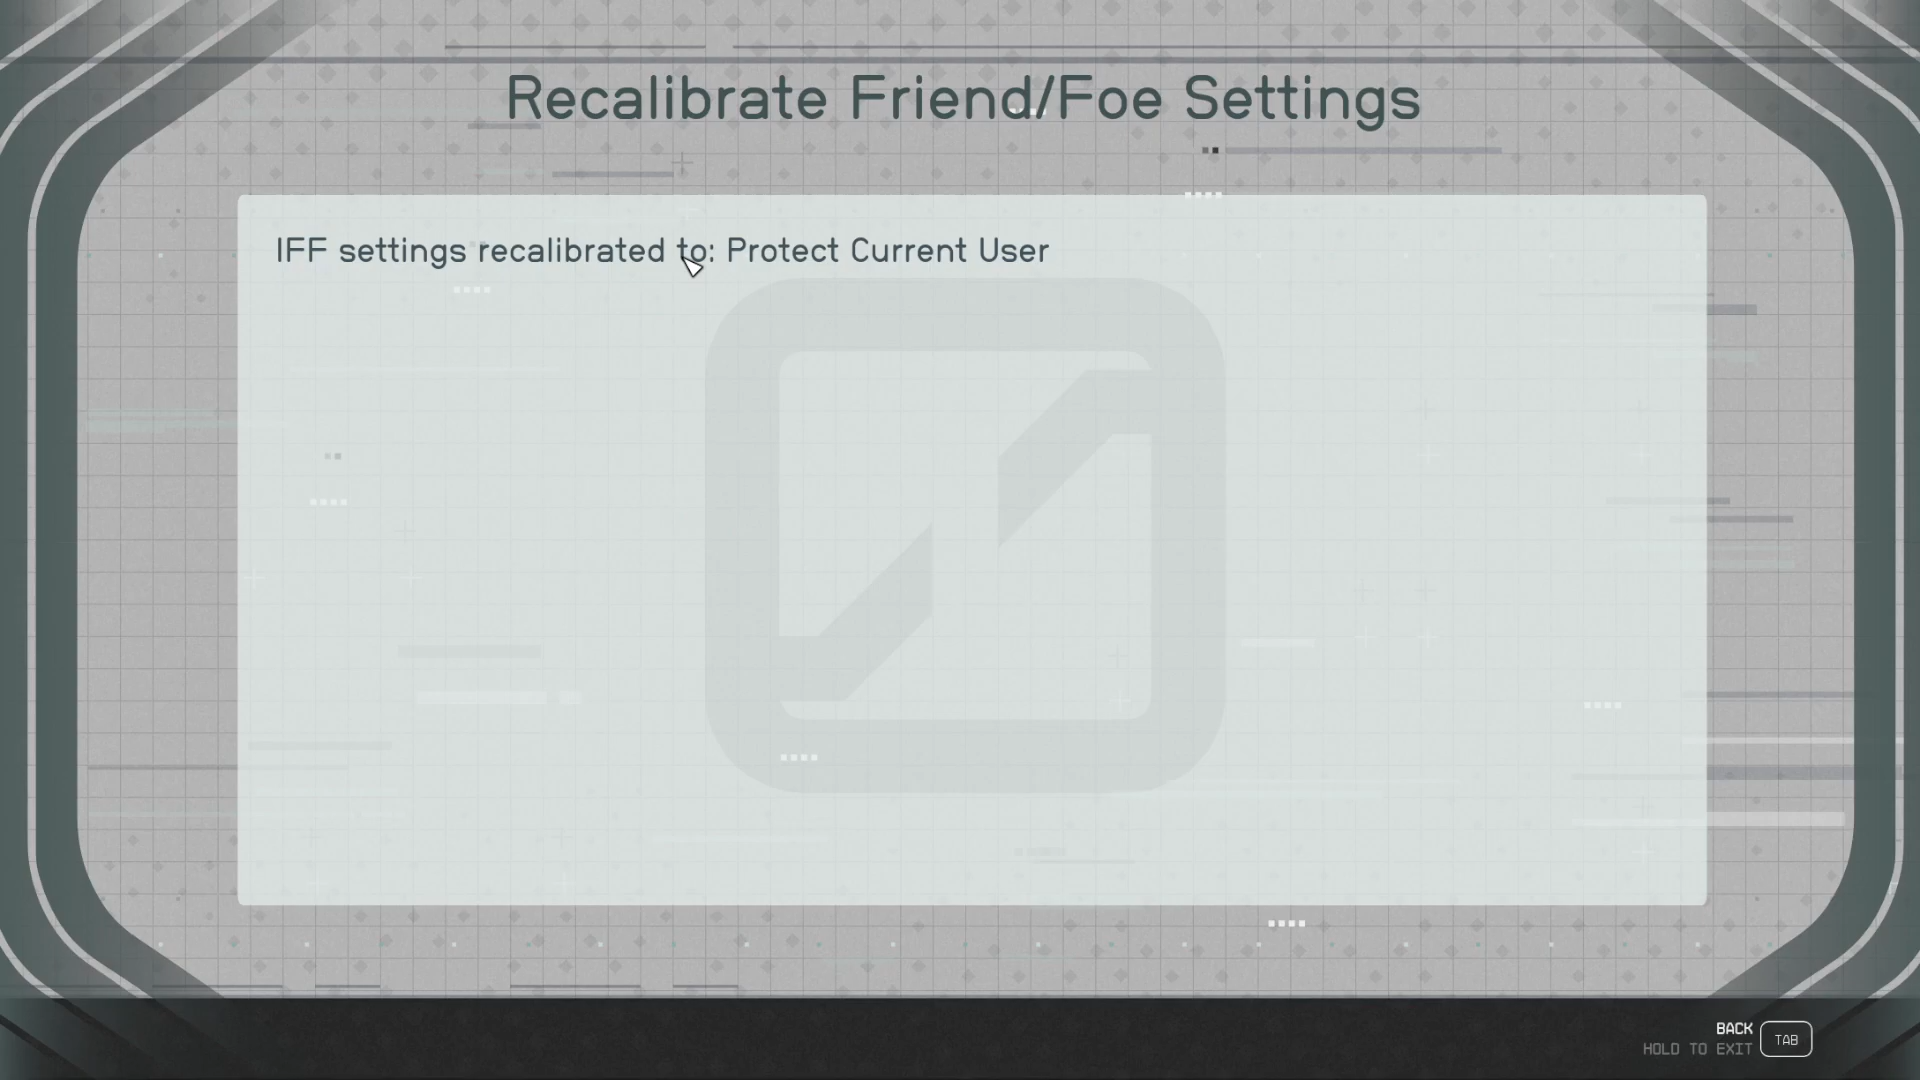 Recalibrate Friend/Foe Settings
IFF settings recalibrated to: Protect Current User
BACK
HOLD TO EXIT
TAB